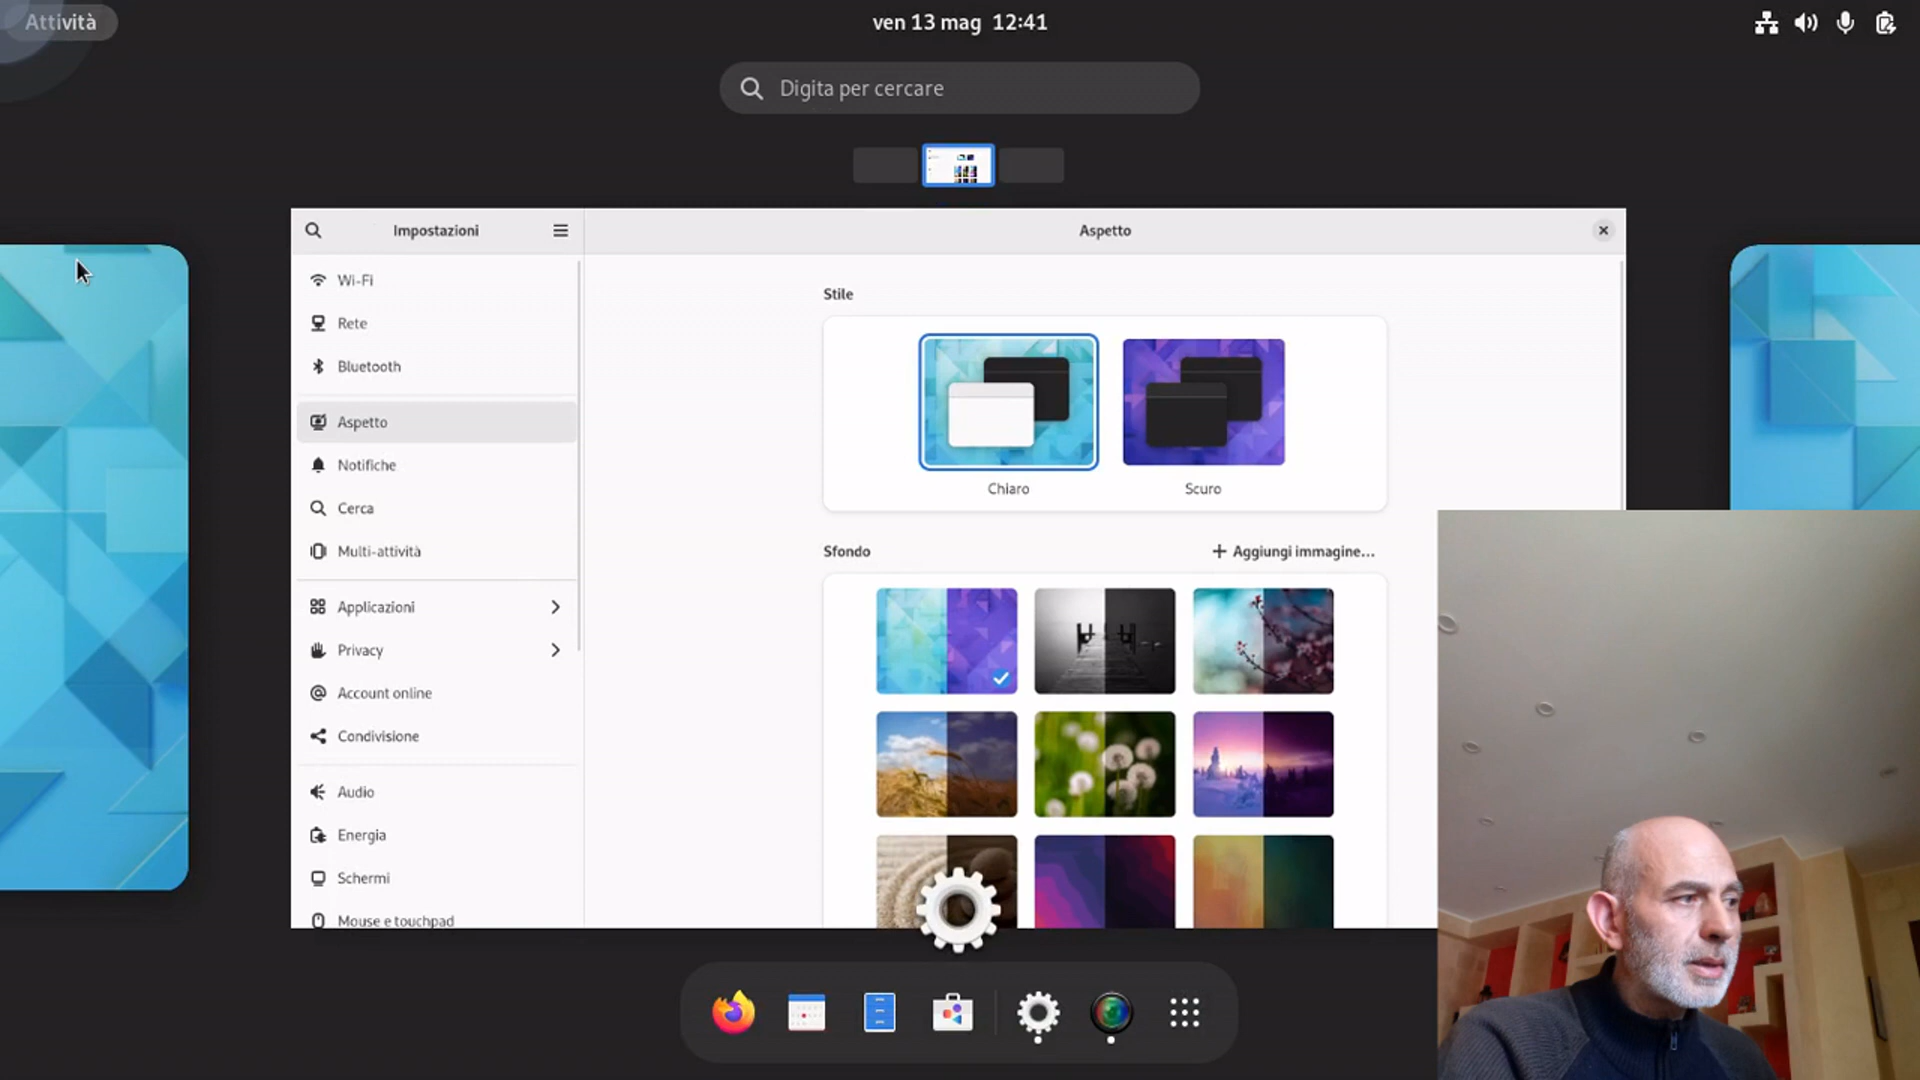 Attività
ven 13 mag 12:41
Digita per cercare
Impostazioni
Aspetto
Wi-Fi
Rete
Bluetooth
Aspetto
Notifiche
Cerca
Multi-attività
Applicazioni
Privacy
Account online
Condivisione
Audio
Energia
Schermi
Mouse e touchpad
Stile
Chiaro
Scuro
Sfondo
Aggiungi immagine...